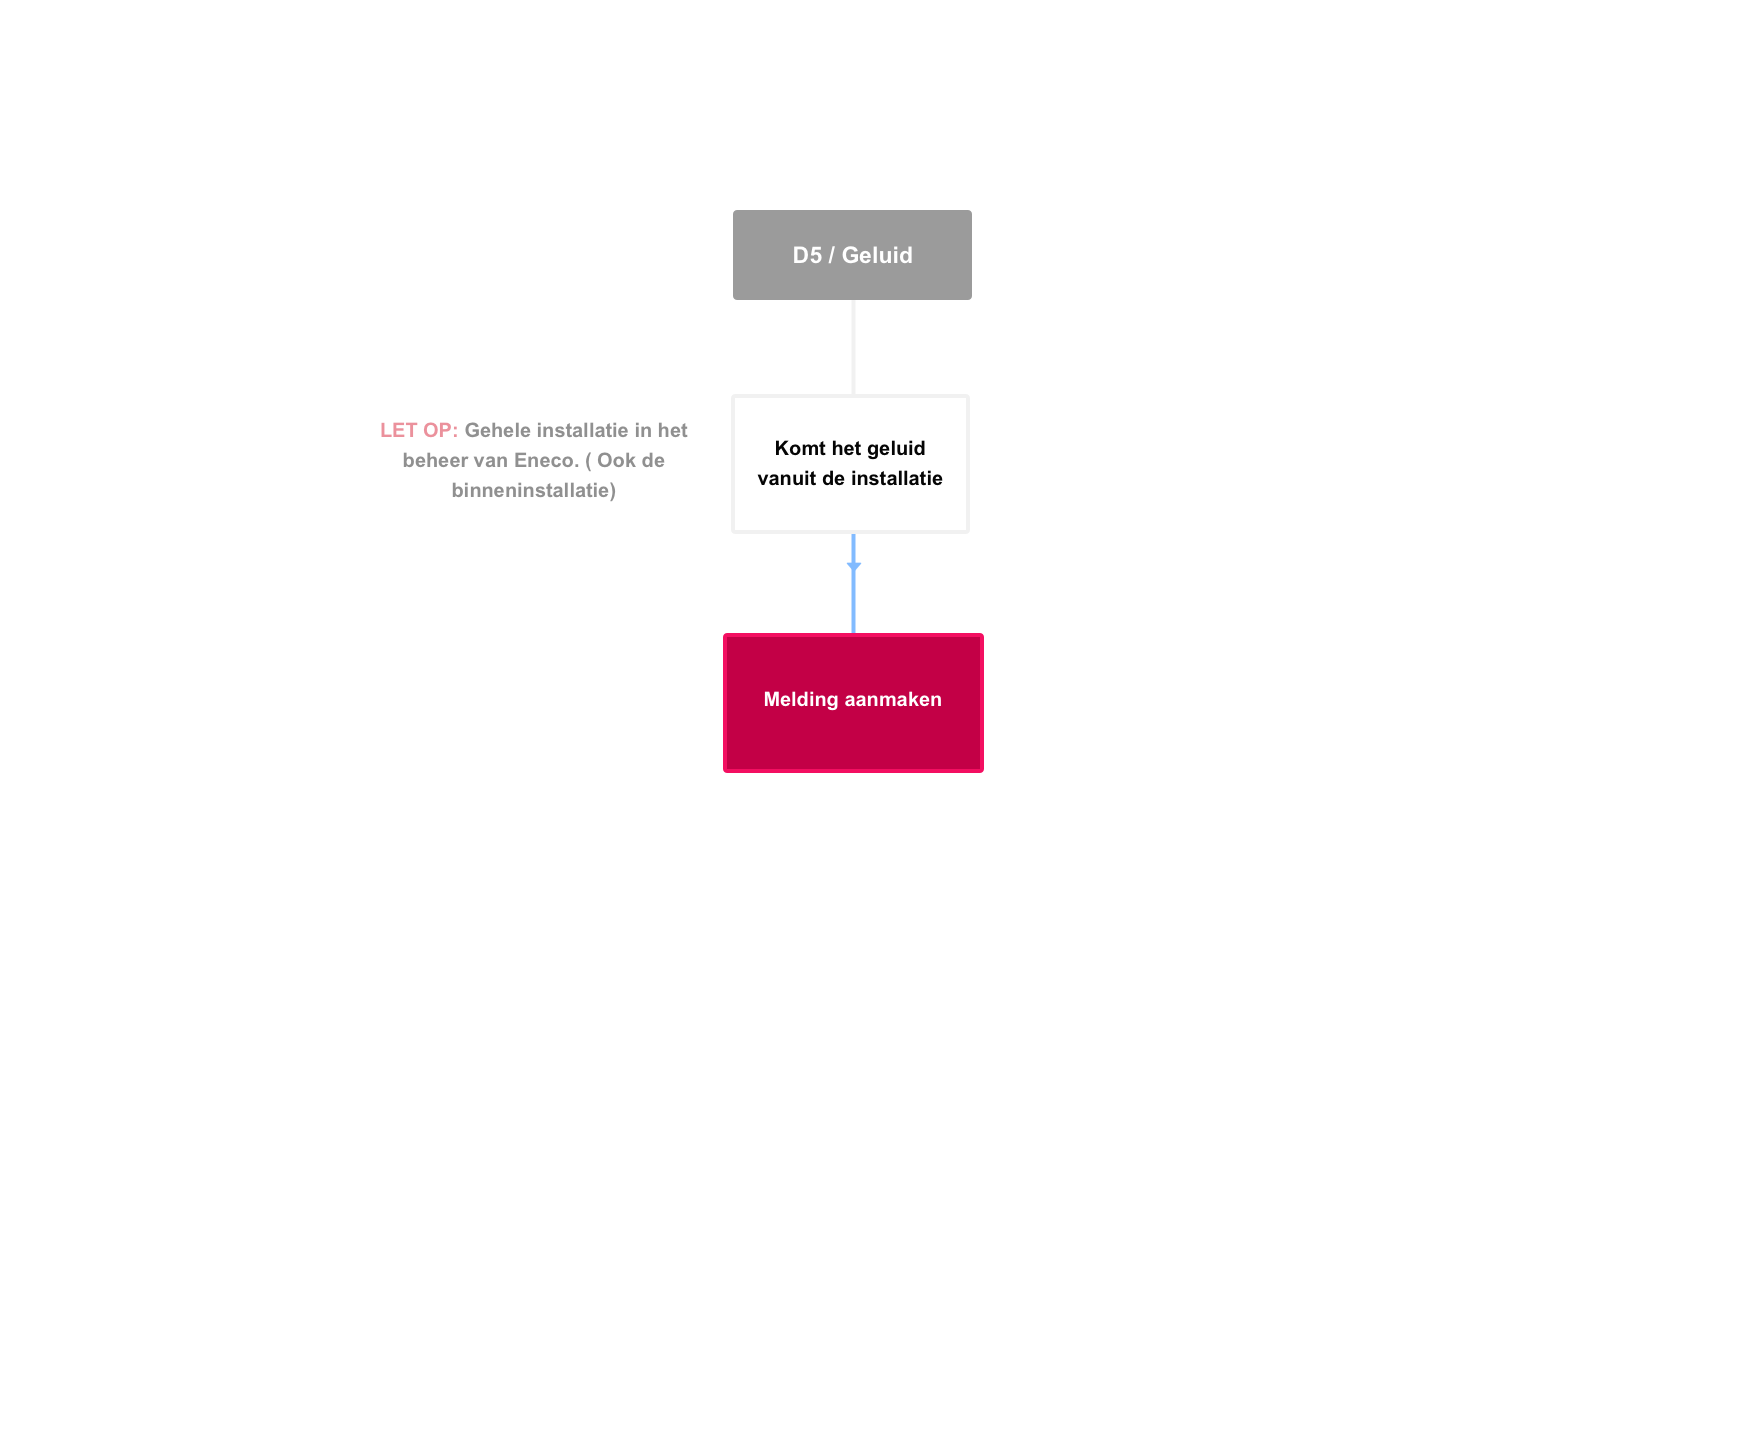 D5 / Geluid
LET OP: Gehele installatie in het
beheer van Eneco. ( Ook de
binneninstallatie)
Komt het geluid
vanuit de installatie
Melding aanmaken